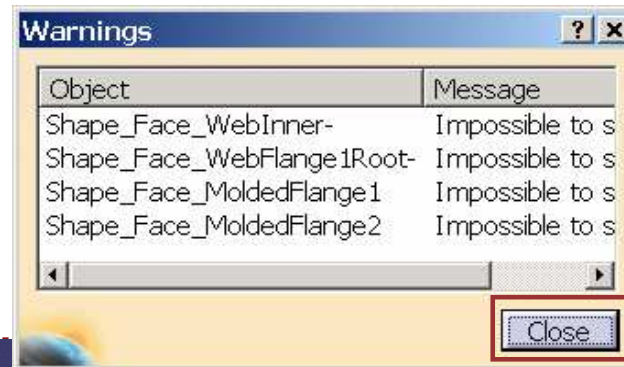 Warnings
Object Message
Shape_Face_WebInner- Impossible to s
Shape_Face_WebFlange1Root- Impossible to s
Shape_Face_MoldedFlange1 Impossible to s
Shape_Face_MoldedFlange2 Impossible to s
Close